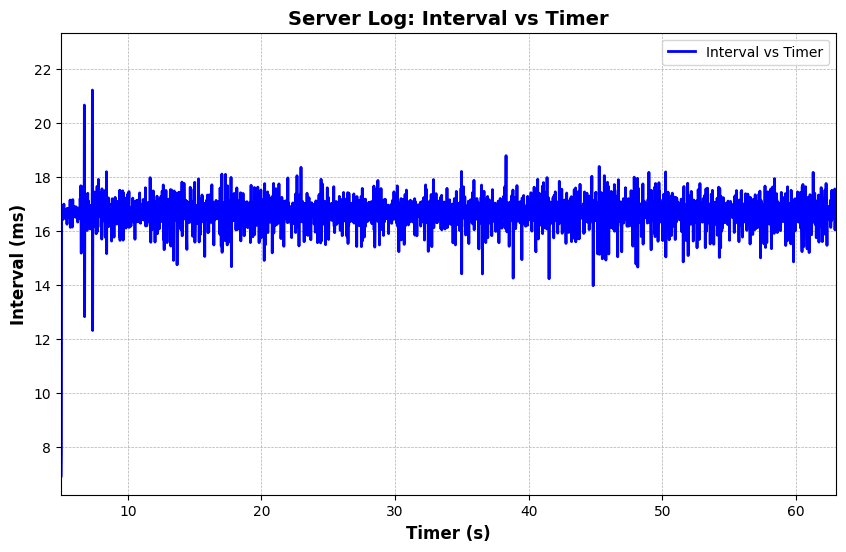 Server Log: Interval vs Timer
Interval vs Timer
22
20
18
16
14
12
10
8
Interval (ms)
10 20 30 40 50 60
Timer (s)